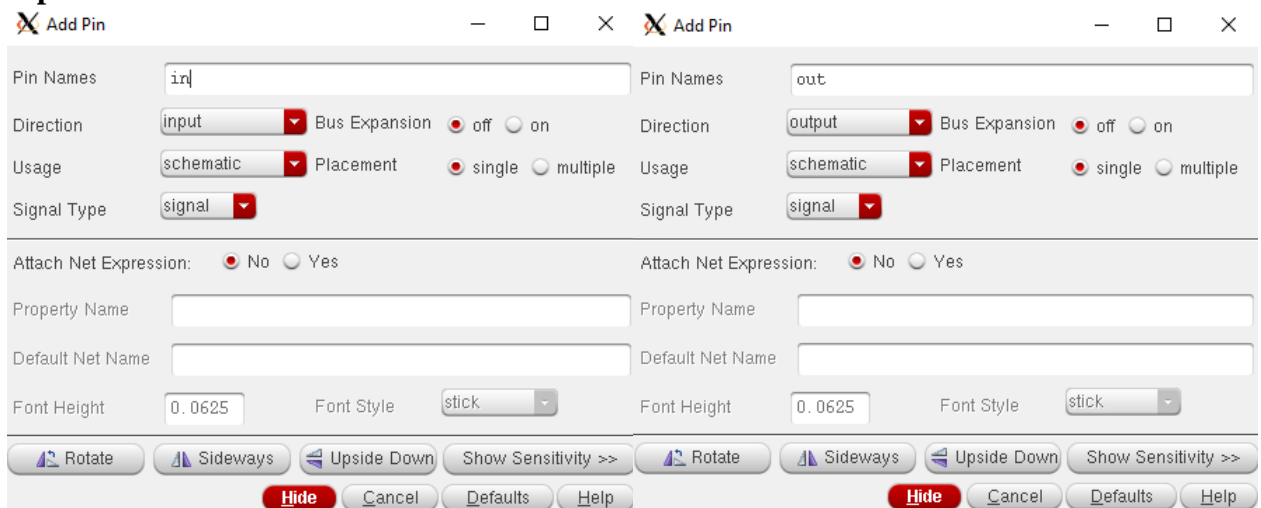 Add Pin
Pin Names in
Direction input Bus Expansion off on
Usage schematic Placement single multiple
Signal Type signal
Attach Net Expression: No Yes
Property Name
Default Net Name
Font Height 0.0625 Font Style stick
Rotate Sideways Upside Down Show Sensitivity >>
Hide Cancel Defaults Help
Add Pin
Pin Names out
Direction output Bus Expansion off on
Usage schematic Placement single multiple
Signal Type signal
Attach Net Expression: No Yes
Property Name
Default Net Name
Font Height 0.0625 Font Style stick
Rotate Sideways Upside Down Show Sensitivity >>
Hide Cancel Defaults Help